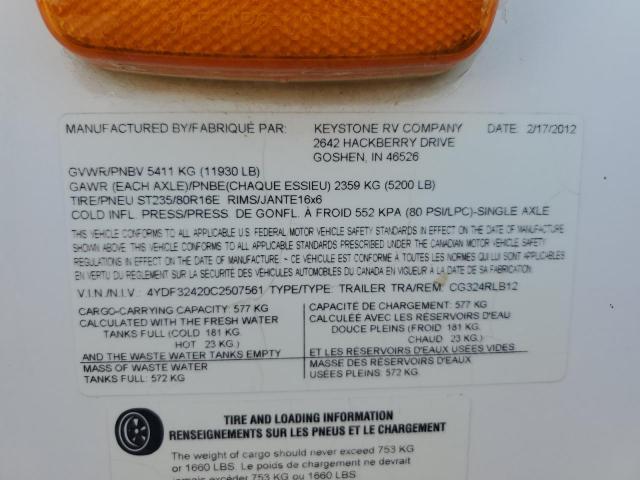 MANUFACTURED BY/FABRIQUÉ PAR: KEYSTONE RV COMPANY DATE: 2/17/2012
2642 HACKBERRY DRIVE
GOSHEN, IN 46526
GVWR/PNBV 5411 KG (11930 LB)
GAWR (EACH AXLE)/PNBE(CHAQUE ESSIEU) 2359 KG (5200 LB)
TIRE/PNEU ST235/80R16E RIMS/JANTE16x6
COLD INFL. PRESS/PRESS. DE GONFL. À FROID 552 KPA (80 PSI/LPC)-SINGLE AXLE
THIS VEHICLE CONFORMS TO ALL APPLICABLE U.S. FEDERAL MOTOR VEHICLE SAFETY STANDARDS IN EFFECT ON THE DATE OF MANUFACTURE
SHOWN ABOVE. THIS VEHICLE CONFORMS TO ALL APPLICABLE STANDARDS PRESCRIBED UNDER THE CANADIAN MOTOR VEHICLE SAFETY
REGULATIONS IN EFFECT ON THE DATE OF MANUFACTURE - CE VÉHICULE EST CONFORME À TOUTES LES NORMES QUI LUI SONT APPLICABLES
EN VERTU DU RÈGLEMENT SUR LA SÉCURITÉ DES VÉHICULES AUTOMOBILES DU CANADA EN VIGUEUR À LA DATE DE SA FABRICATION.
V.I.N./N.I.V.: 4YDF32420C2507561 TYPE/TYPE: TRAILER TRA/REM: CG324RLB12
CARGO-CARRYING CAPACITY: 577 KG
CALCULATED WITH THE FRESH WATER
TANKS FULL (COLD 181 KG.
HOT 23 KG.)
AND THE WASTE WATER TANKS EMPTY
MASS OF WASTE WATER
TANKS FULL: 572 KG
CAPACITÉ DE CHARGEMENT: 577 KG
CALCULÉE AVEC LES RÉSERVOIRS D'EAU
DOUCE PLEINS (FROID 181 KG.
CHAUD 23 KG.)
ET LES RÉSERVOIRS D'EAUX USÉES VIDES
MASSE DES RÉSERVOIRS D'EAUX
USÉES PLEINS: 572 KG
TIRE AND LOADING INFORMATION
RENSEIGNEMENTS SUR LES PNEUS ET LE CHARGEMENT
The weight of cargo should never exceed 753 KG
or 1660 LBS. Le poids de chargement ne devrait
jamais excéder 753 KG ou 1660 LBS.